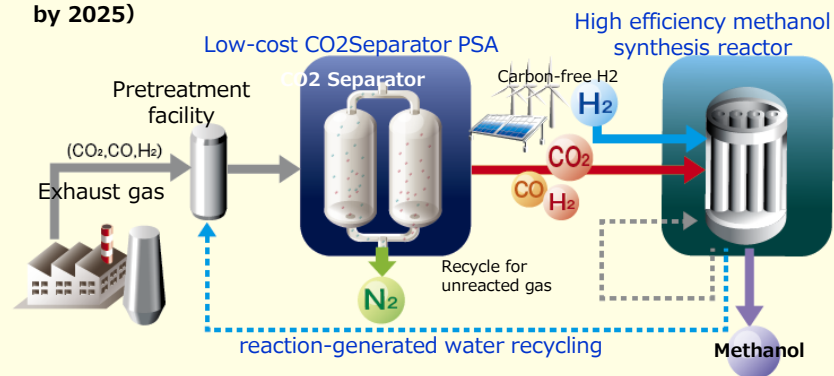 by 2025)
Low-cost CO2Separator PSA
High efficiency methanol
synthesis reactor
CO2 Separator
Carbon-free H2
H₂
Pretreatment
facility
(CO₂,CO,H₂)
Exhaust gas
CO₂
CO
H₂
Recycle for
unreacted gas
N₂
reaction-generated water recycling
Methanol